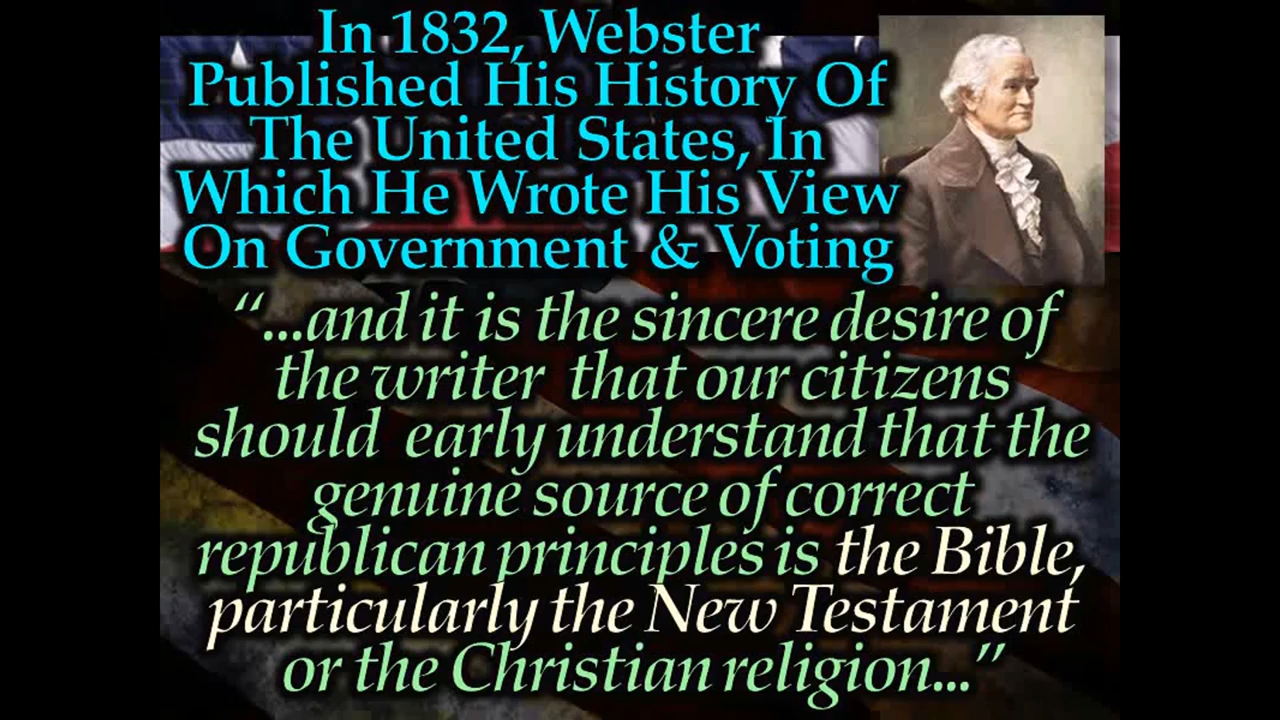 In 1832, Webster
Published His History Of
The United States, In
Which He Wrote His View
On Government & Voting
“...and it is the sincere desire of
the writer that our citizens
should early understand that the
genuine source of correct
republican principles is the Bible,
particularly the New Testament
or the Christian religion...”